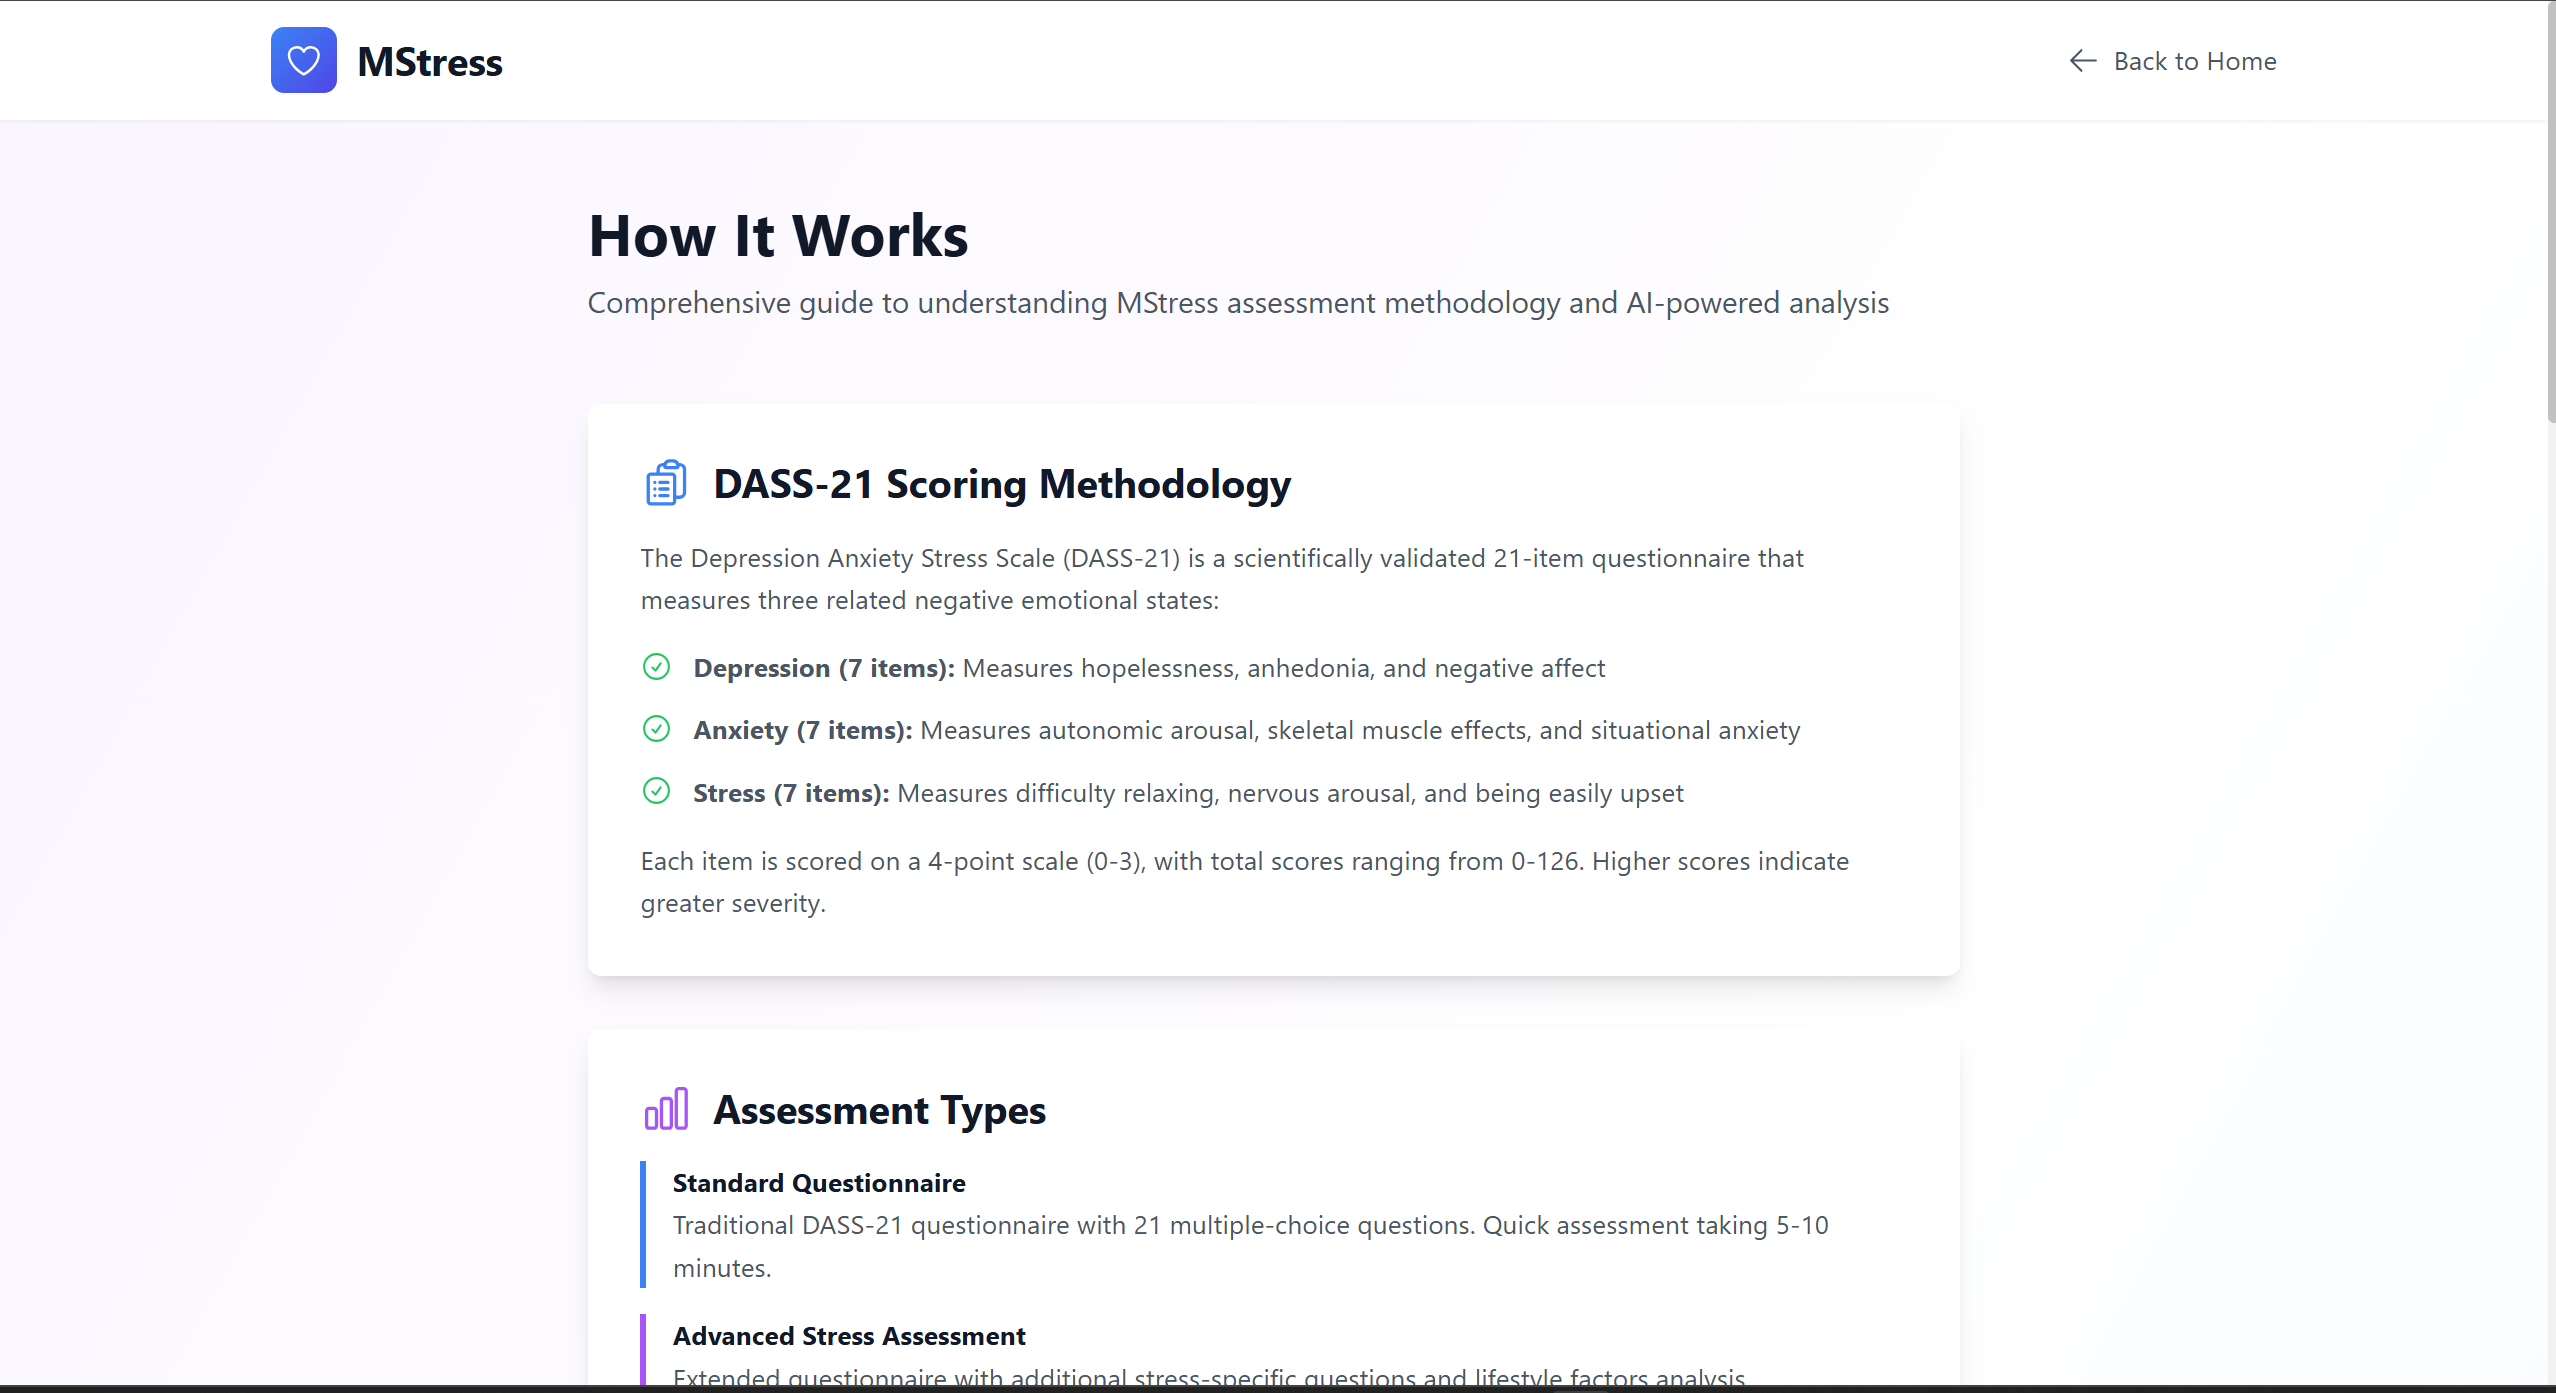 MStress
Back to Home
How It Works
Comprehensive guide to understanding MStress assessment methodology and AI-powered analysis
DASS-21 Scoring Methodology
The Depression Anxiety Stress Scale (DASS-21) is a scientifically validated 21-item questionnaire that
measures three related negative emotional states:
Depression (7 items): Measures hopelessness, anhedonia, and negative affect
Anxiety (7 items): Measures autonomic arousal, skeletal muscle effects, and situational anxiety
Stress (7 items): Measures difficulty relaxing, nervous arousal, and being easily upset
Each item is scored on a 4-point scale (0-3), with total scores ranging from 0-126. Higher scores indicate
greater severity.
Assessment Types
Standard Questionnaire
Traditional DASS-21 questionnaire with 21 multiple-choice questions. Quick assessment taking 5-10
minutes.
Advanced Stress Assessment
Extended questionnaire with additional stress-specific questions and lifestyle factors analysis.